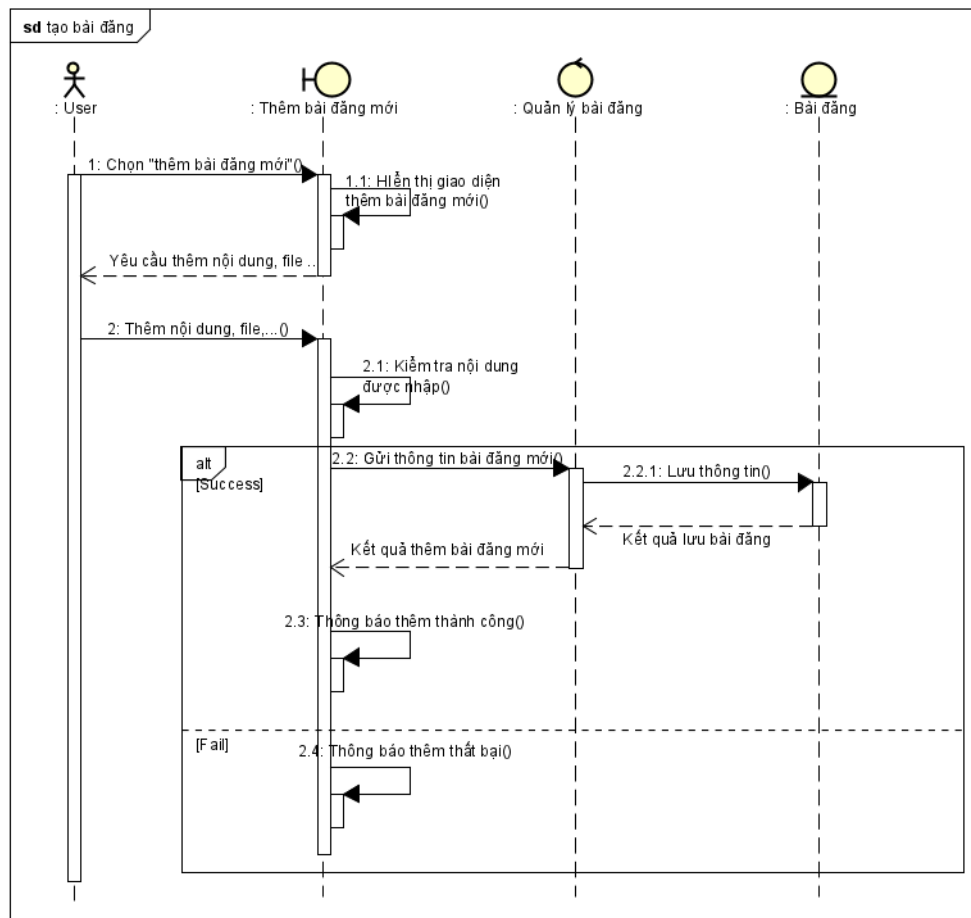 sd tạo bài đăng
: User
: Thêm bài đăng mới
: Quản lý bài đăng
: Bài đăng
1: Chọn "thêm bài đăng mới"()
1.1: HIển thị giao diện
thêm bài đăng mới()
Yêu cầu thêm nội dung, file ..
2: Thêm nội dung, file,...()
2.1: Kiểm tra nội dung
được nhập()
alt
[Success]
2.2: Gửi thông tin bài đăng mới()
2.2.1: Lưu thông tin()
Kết quả lưu bài đăng
Kết quả thêm bài đăng mới
2.3: Thông báo thêm thành công()
[Fail]
2.4: Thông báo thêm thất bại()